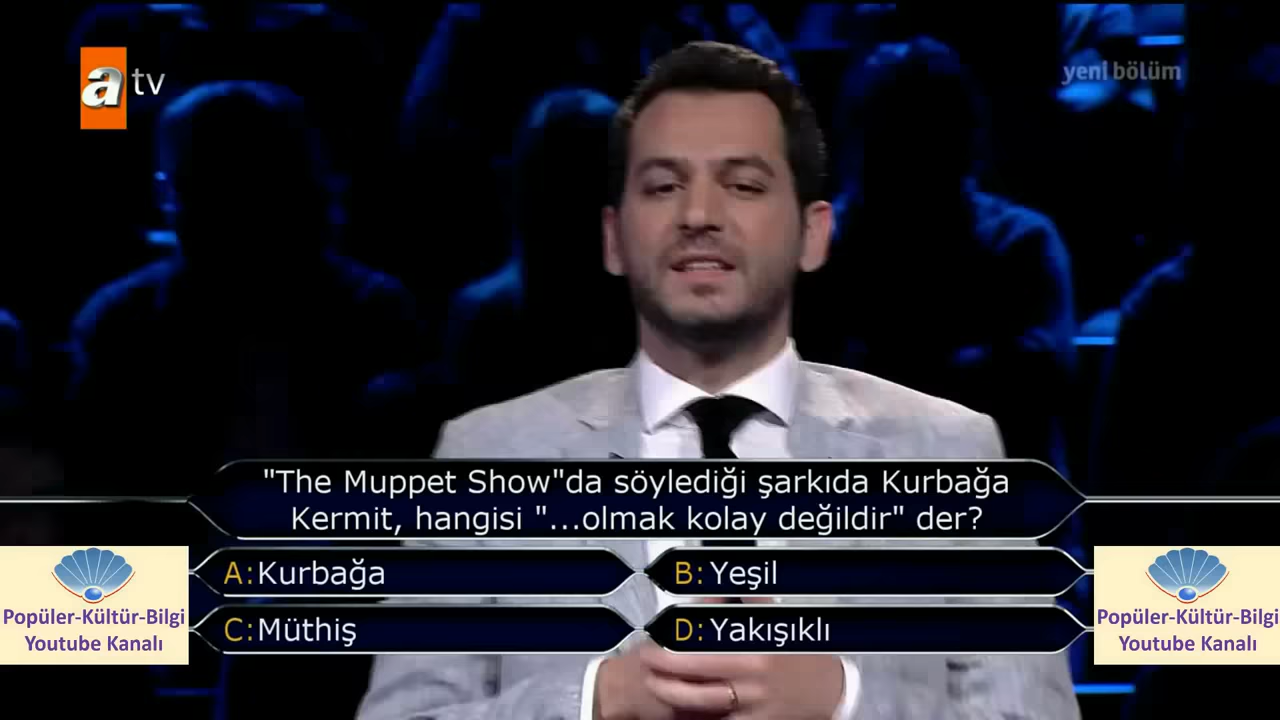 a tv
yeni bölüm
"The Muppet Show"da söylediği şarkıda Kurbağa
Kermit, hangisi "...olmak kolay değildir" der?
A: Kurbağa
B: Yeşil
C: Müthiş
D: Yakışıklı
Popüler-Kültür-Bilgi
Youtube Kanalı
Popüler-Kültür-Bilgi
Youtube Kanalı